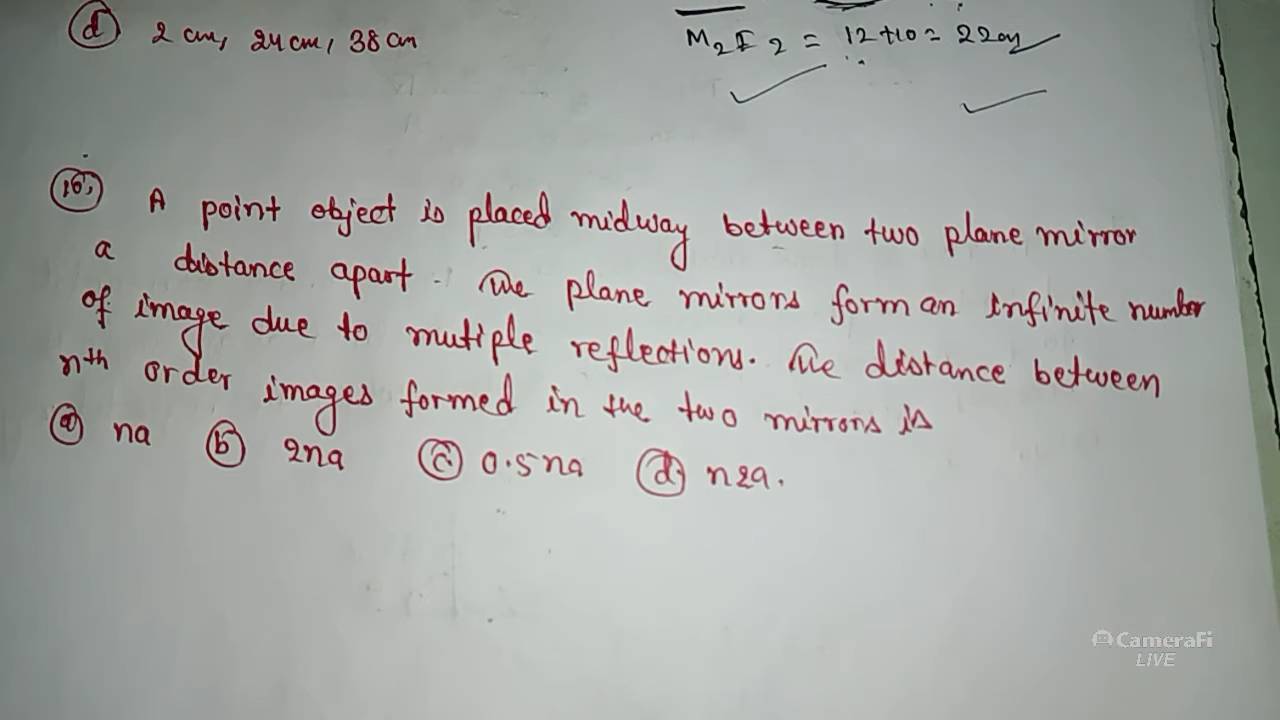 (d) 2 cm, 24 cm, 38 cm
M2I2 = 12+10 = 22cm
16. A point object is placed midway between two plane mirror
a distance apart. The plane mirrors form an infinite number
of image due to mutiple reflections. The distance between
nth order images formed in the two mirrors is
(a) na (b) 2na (c) 0.5na (d) n2a.
CameraFi
LIVE